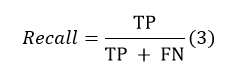 Recall = TP / TP + FN (3)